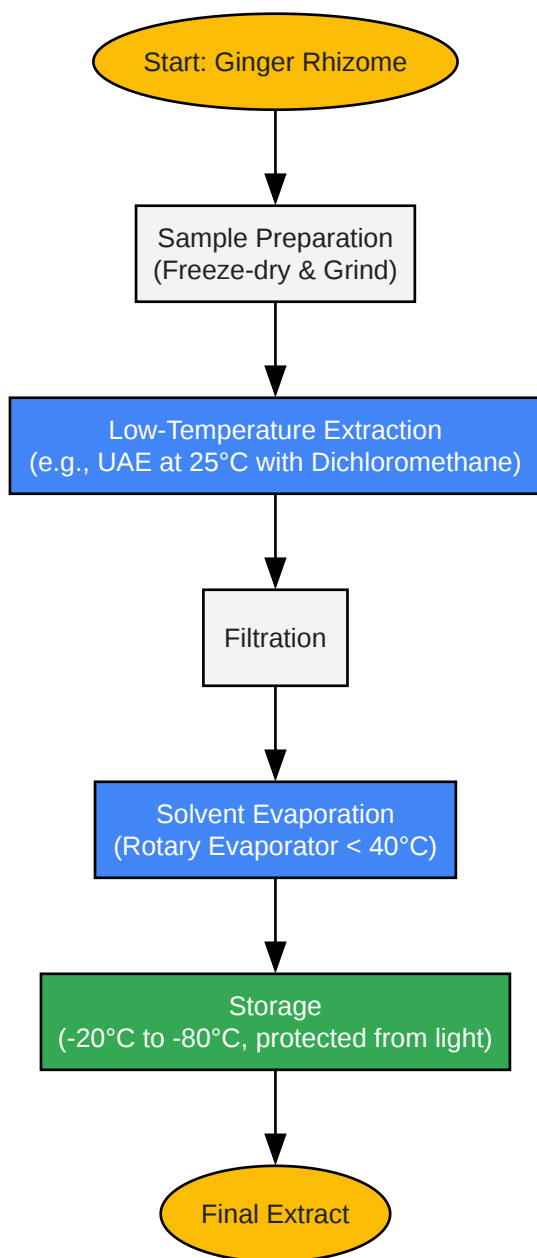 Start: Ginger Rhizome
Sample Preparation
(Freeze-dry & Grind)
Low-Temperature Extraction
(e.g., UAE at 25°C with Dichloromethane)
Filtration
Solvent Evaporation
(Rotary Evaporator < 40°C)
Storage
(-20°C to -80°C, protected from light)
Final Extract